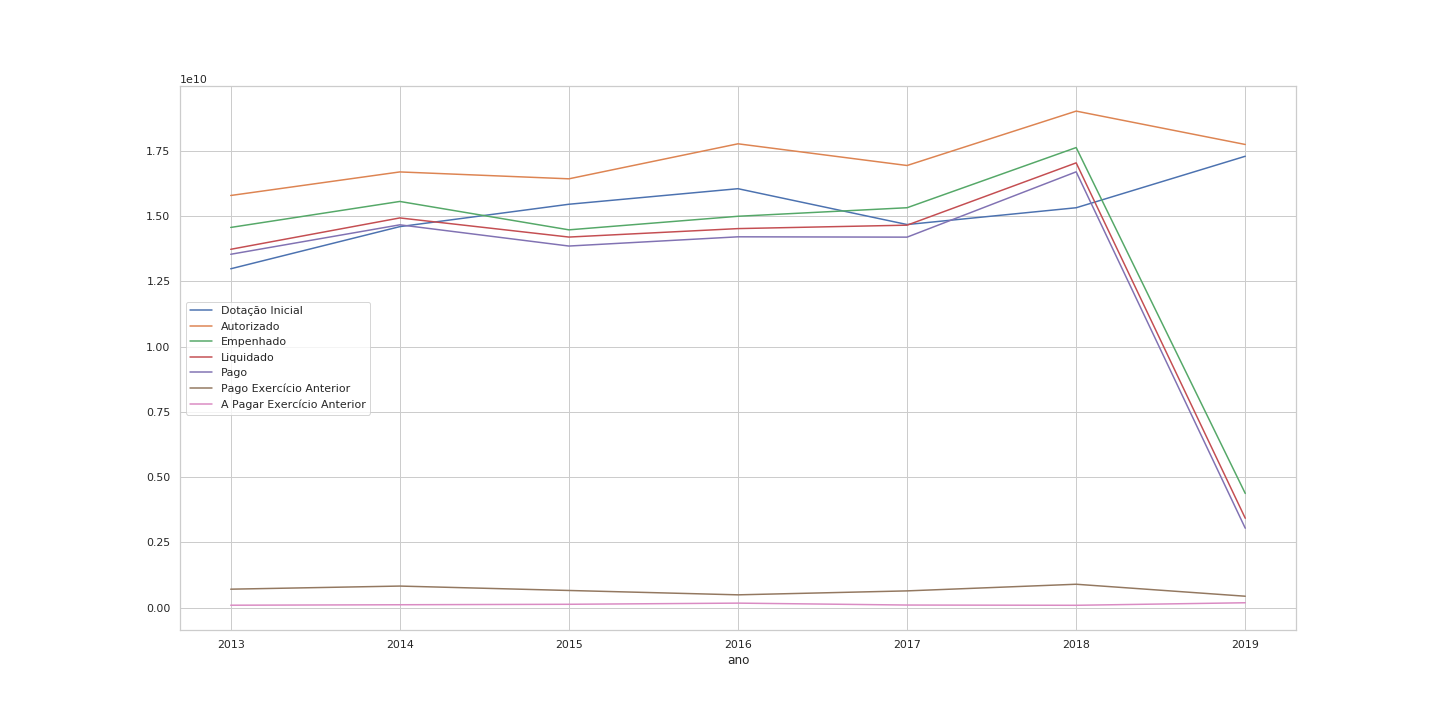 1e10
1.75
1.50
1.25
1.00
0.75
0.50
0.25
0.00
Dotação Inicial
Autorizado
Empenhado
Liquidado
Pago
Pago Exercício Anterior
A Pagar Exercício Anterior
2013 2014 2015 2016 2017 2018 2019
ano